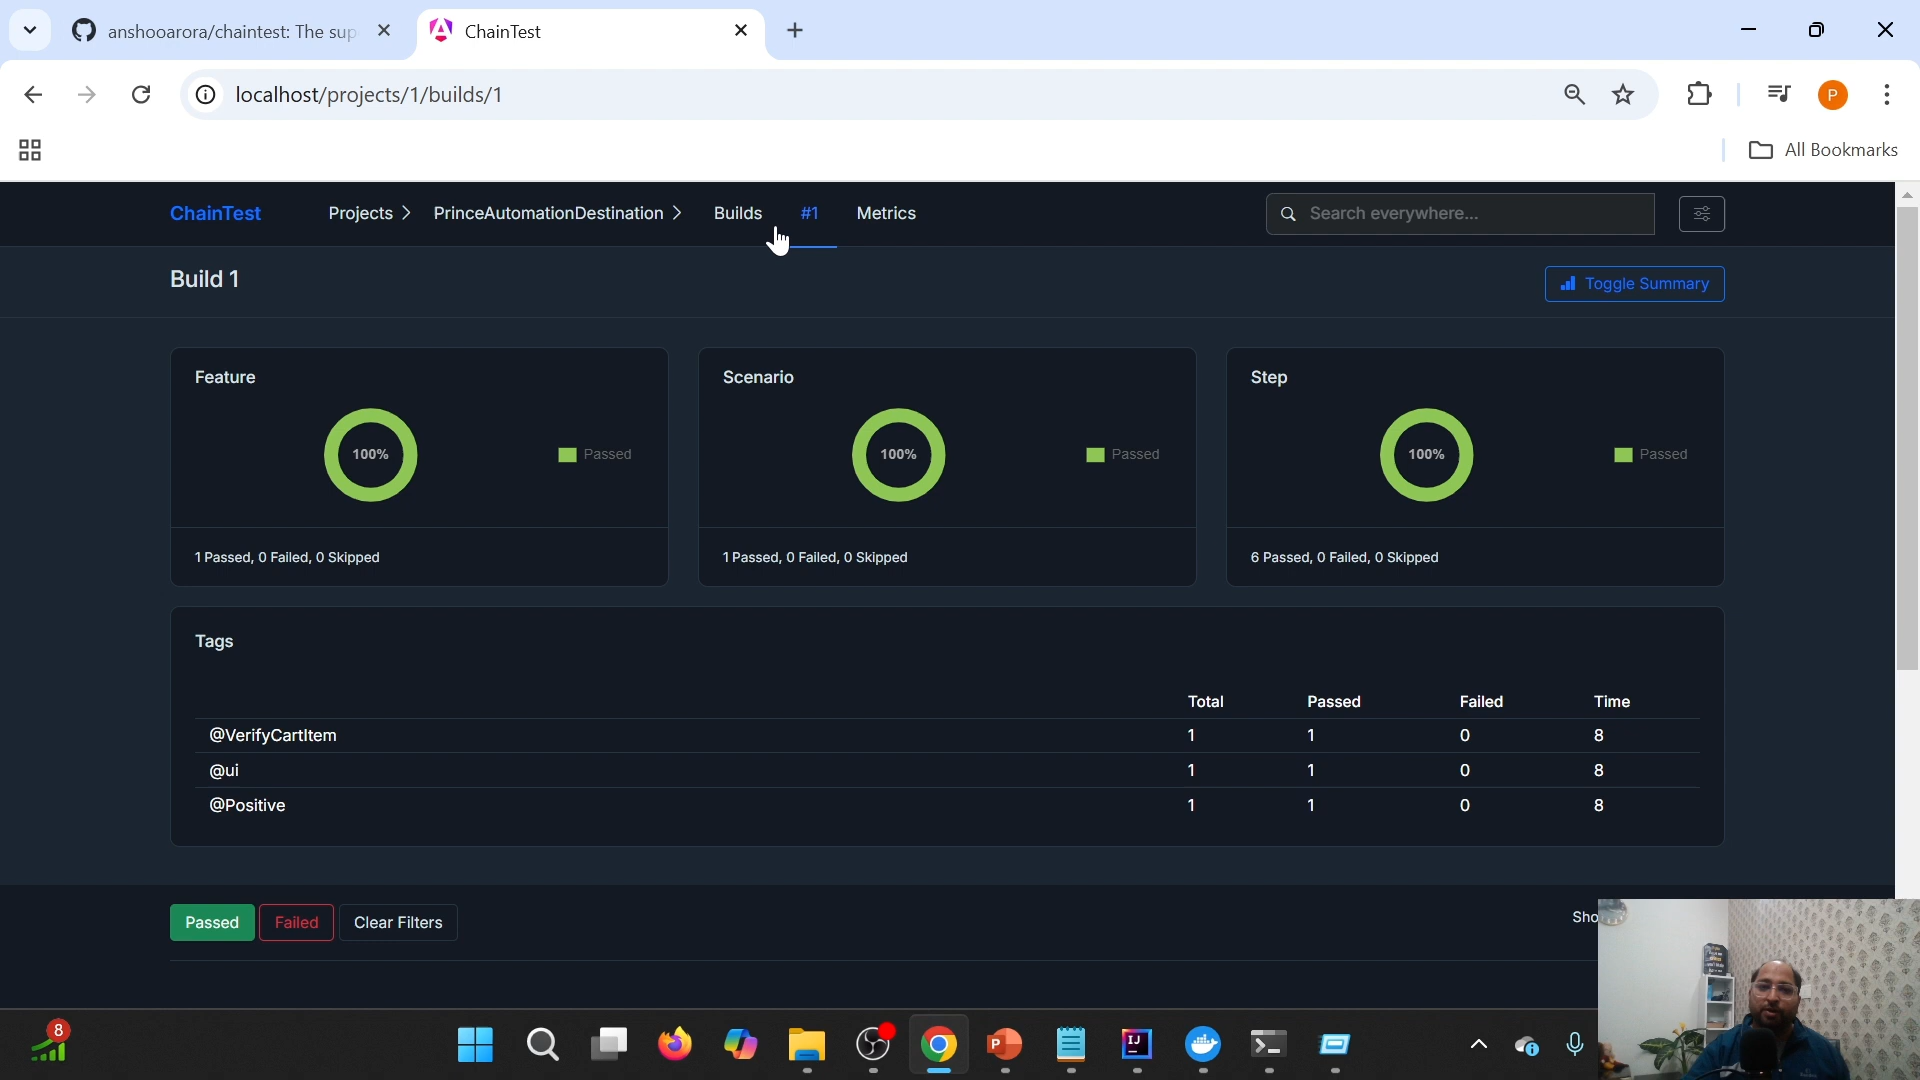 anshooarora/chaintest: The sup
ChainTest
localhost/projects/1/builds/1
P
All Bookmarks
ChainTest
Projects
PrinceAutomationDestination
Builds
#1
Metrics
Search everywhere...
Build 1
Toggle Summary
Feature
Scenario
Step
100%
Passed
100%
Passed
100%
Passed
1 Passed, 0 Failed, 0 Skipped
1 Passed, 0 Failed, 0 Skipped
6 Passed, 0 Failed, 0 Skipped
Tags
Total Passed Failed Time
@VerifyCartItem 1 1 0 8
@ui 1 1 0 8
@Positive 1 1 0 8
Passed
Failed
Clear Filters
Sho
8
P
IJ